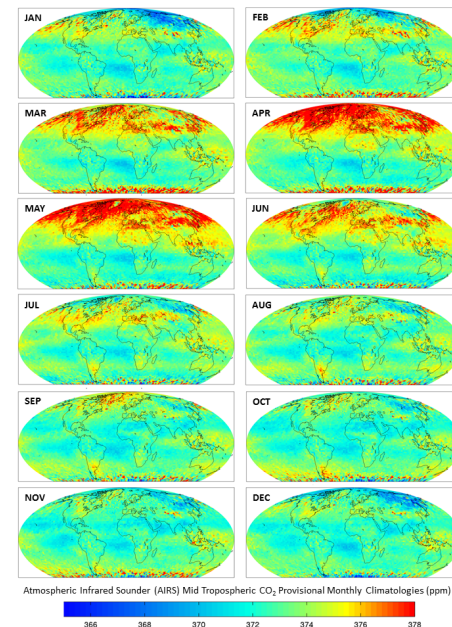 JAN
FEB
MAR
APR
MAY
JUN
JUL
AUG
SEP
OCT
NOV
DEC
Atmospheric Infrared Sounder (AIRS) Mid Tropospheric CO₂ Provisional Monthly Climatologies (ppm)
366 368 370 372 374 376 378